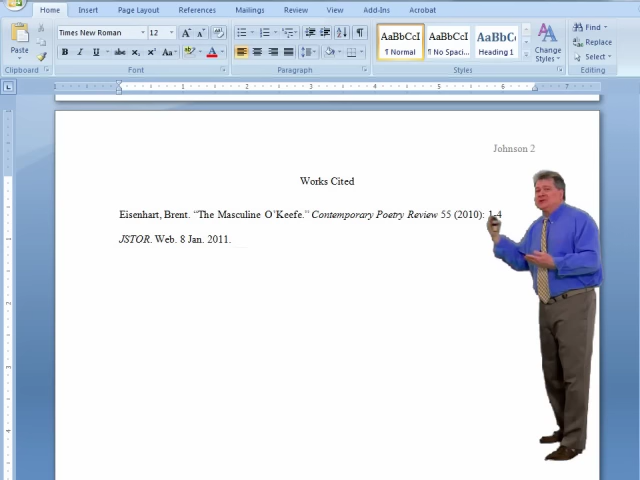 Home Insert Page Layout References Mailings Review View Add-Ins Acrobat
Times New Roman 12
Paste
AaBbCcI AaBbCcI AaBbC
¶ Normal ¶ No Spaci... Heading 1
Change Styles
Find
Replace
Select
Clipboard Font Paragraph Styles Editing
Johnson 2
Works Cited
Eisenhart, Brent. “The Masculine O’Keefe.” Contemporary Poetry Review 55 (2010): 1-4
JSTOR. Web. 8 Jan. 2011.